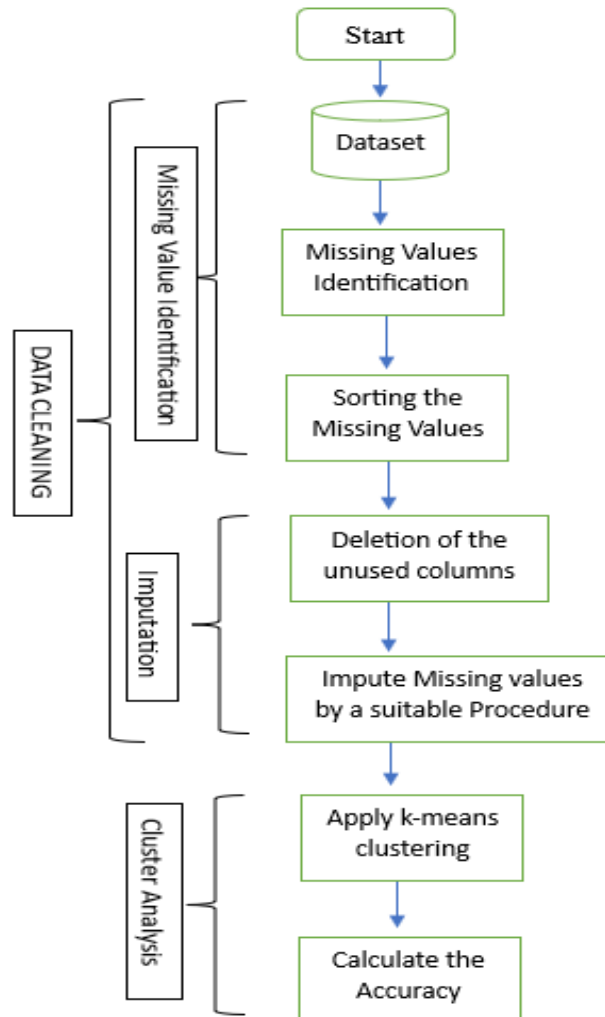 Start
Dataset
Missing Values
Identification
Sorting the
Missing Values
Deletion of the
unused columns
Impute Missing values
by a suitable Procedure
Apply k-means
clustering
Calculate the
Accuracy
Missing Value Identification
DATA CLEANING
Imputation
Cluster Analysis